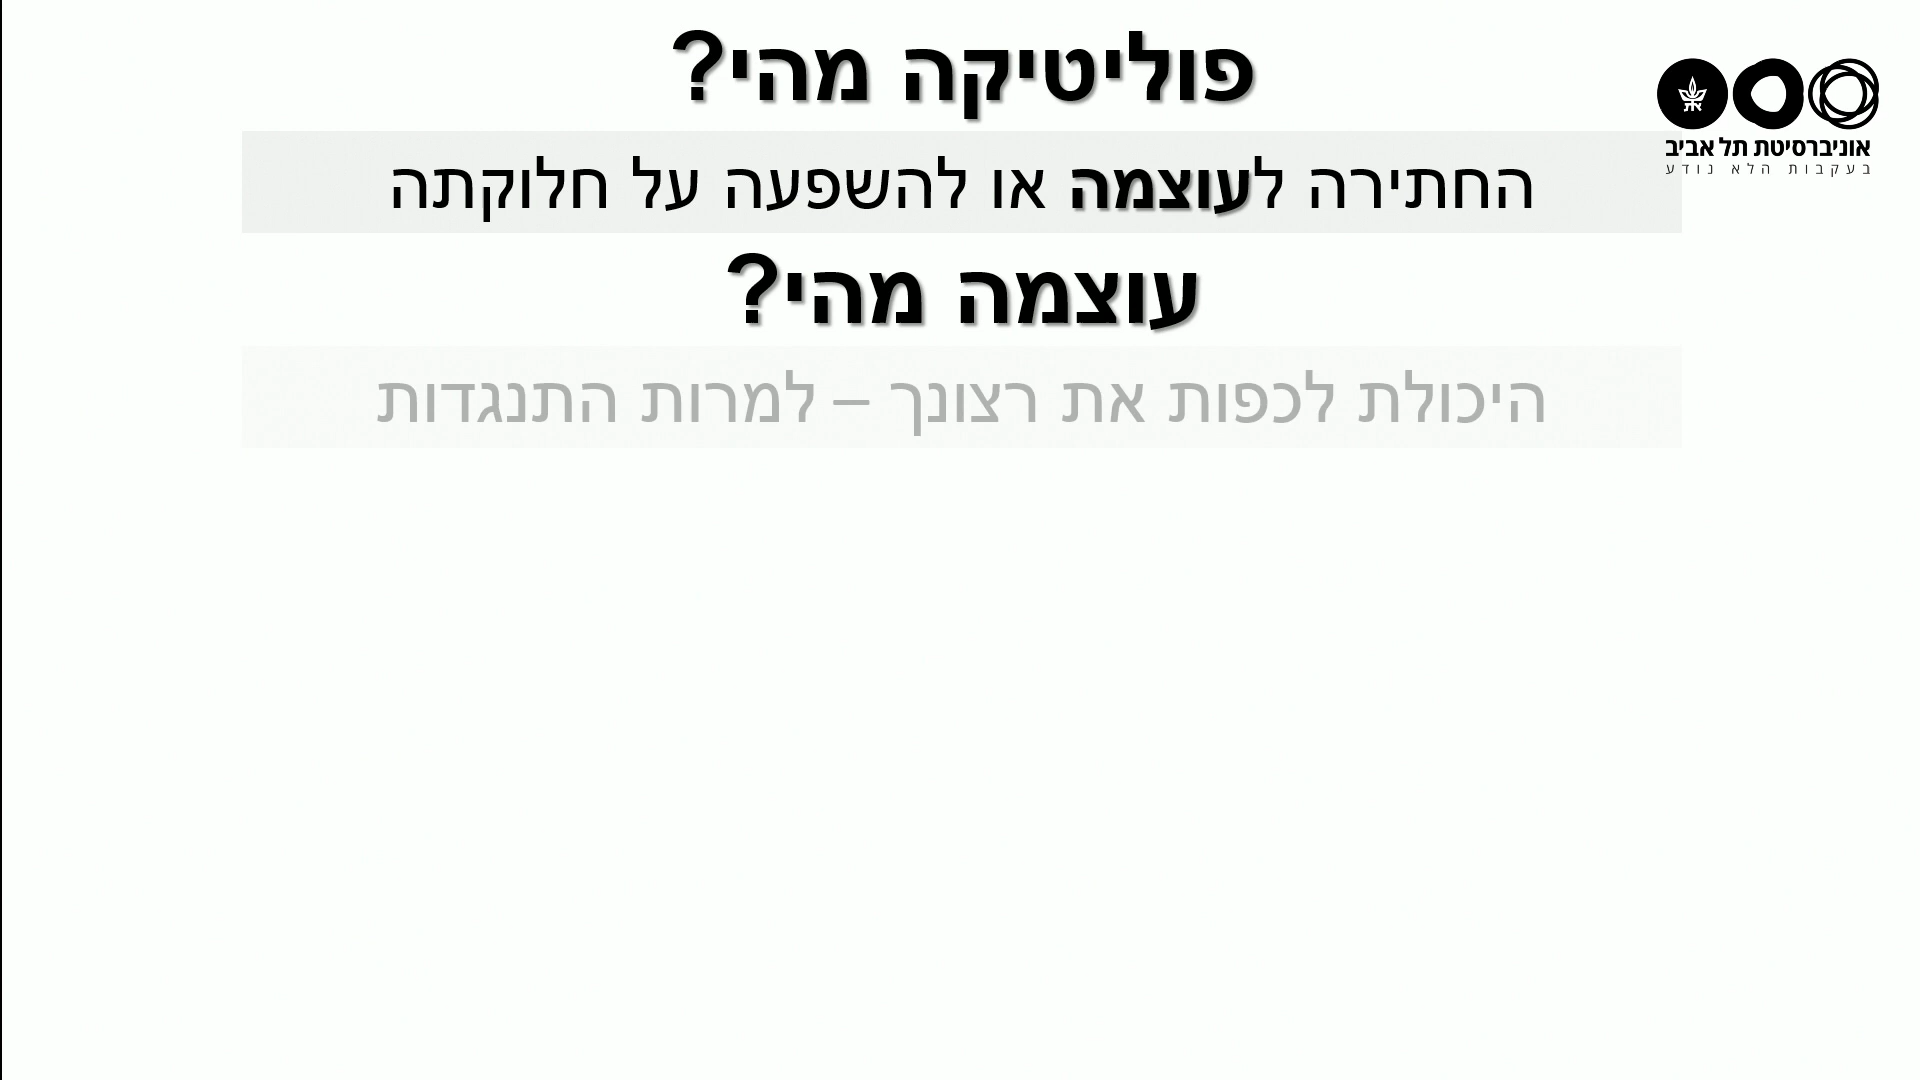 פוליטיקה מהי?
החתירה לעוצמה או להשפעה על חלוקתה
עוצמה מהי?
היכולת לכפות את רצונך – למרות התנגדות
אוניברסיטת תל אביב
בעקבות הלא נודע